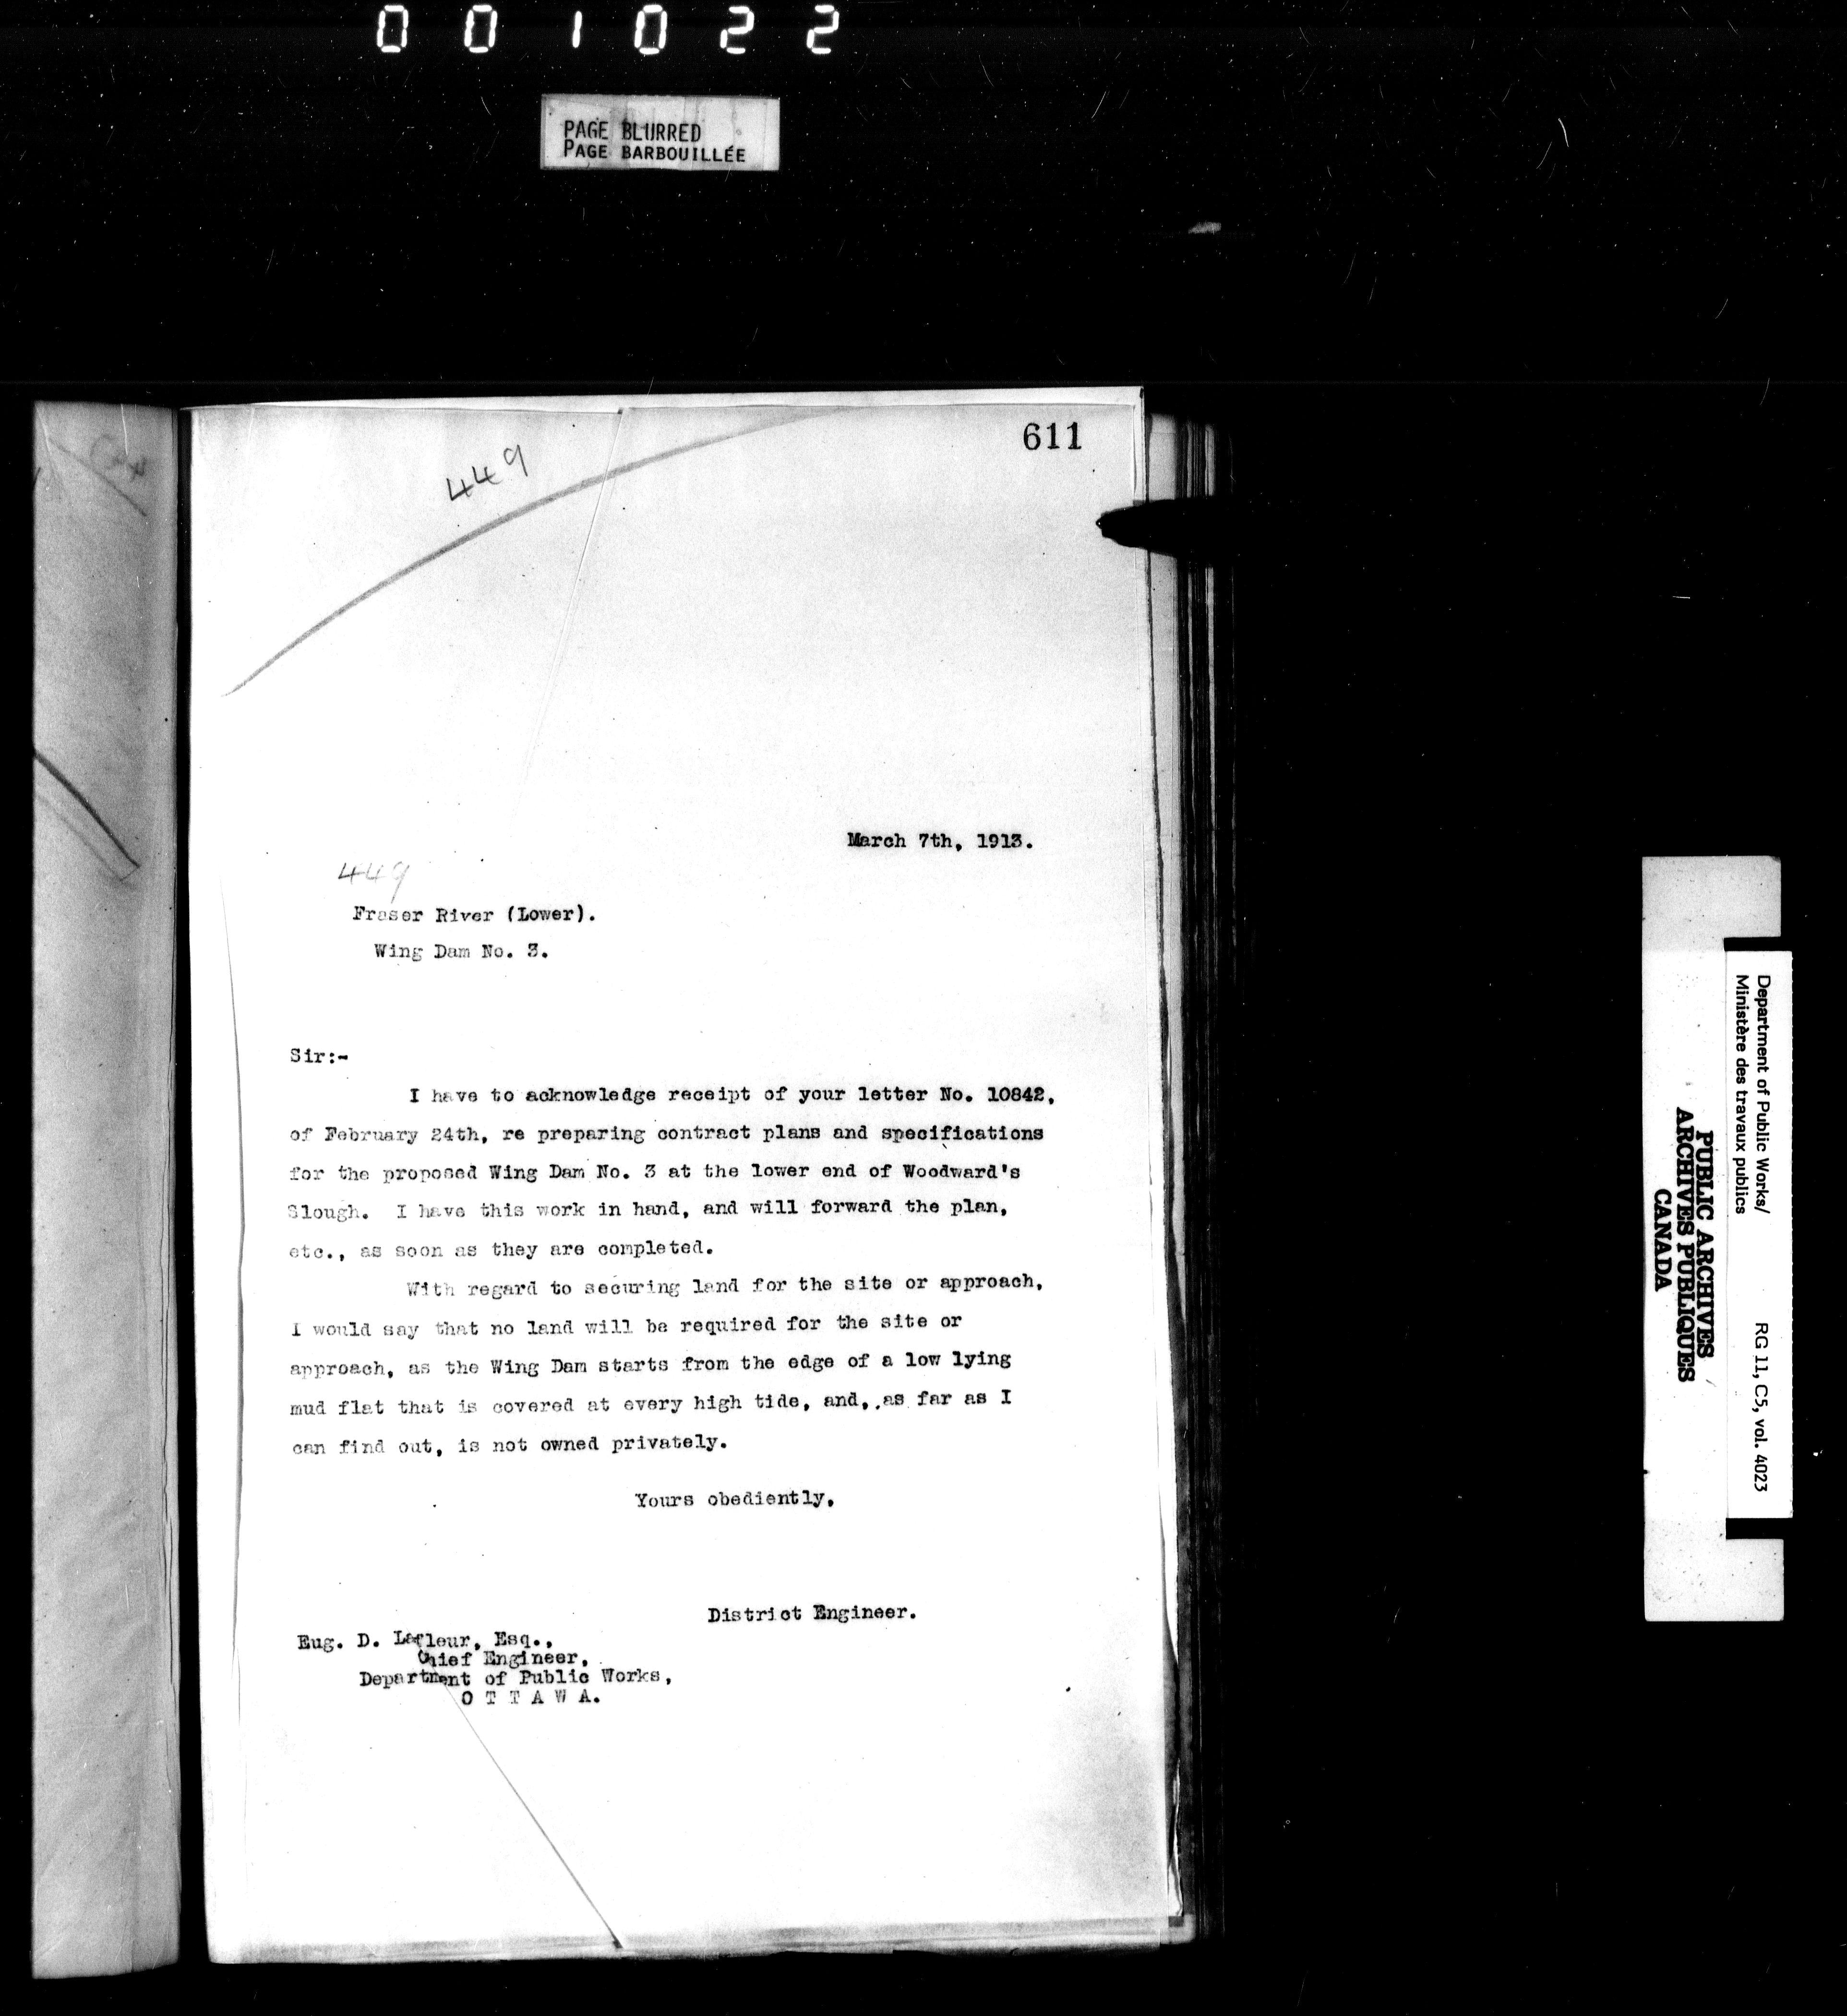 001022
PAGE BLURRED
PAGE BARBOUILLÉE
611
449
March 7th, 1913.
449
Fraser River (Lower).
Wing Dam No. 3.
Sir:-
I have to acknowledge receipt of your letter No. 10842,
of February 24th, re preparing contract plans and specifications
for the proposed Wing Dam No. 3 at the lower end of Woodward's
Slough. I have this work in hand, and will forward the plan,
etc., as soon as they are completed.
With regard to securing land for the site or approach,
I would say that no land will be required for the site or
approach, as the Wing Dam starts from the edge of a low lying
mud flat that is covered at every high tide, and, as far as I
can find out, is not owned privately.
Yours obediently,
District Engineer.
Eug. D. Lafleur, Esq.,
Chief Engineer,
Department of Public Works,
O T T A W A.
Department of Public Works/
Ministère des travaux publics
RG 11, C5, vol. 4023
PUBLIC ARCHIVES
ARCHIVES PUBLIQUES
CANADA